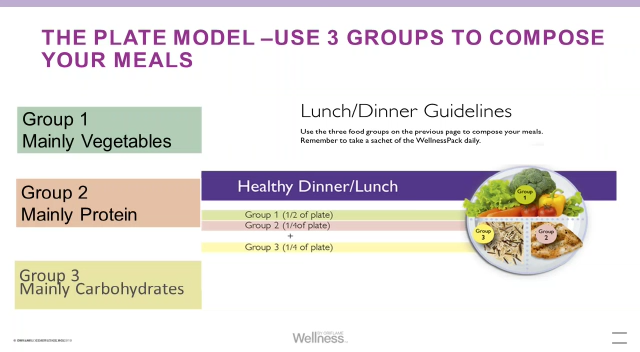 THE PLATE MODEL –USE 3 GROUPS TO COMPOSE
YOUR MEALS
Group 1
Mainly Vegetables
Lunch/Dinner Guidelines
Use the three food groups on the previous page to compose your meals.
Remember to take a sachet of the WellnessPack daily.
Group 2
Mainly Protein
Healthy Dinner/Lunch
Group 1 (1/2 of plate)
Group 2 (1/4of plate)
+
Group 3 (1/4 of plate)
Group
1
Group
3
Group
2
Group 3
Mainly Carbohydrates
Wellness